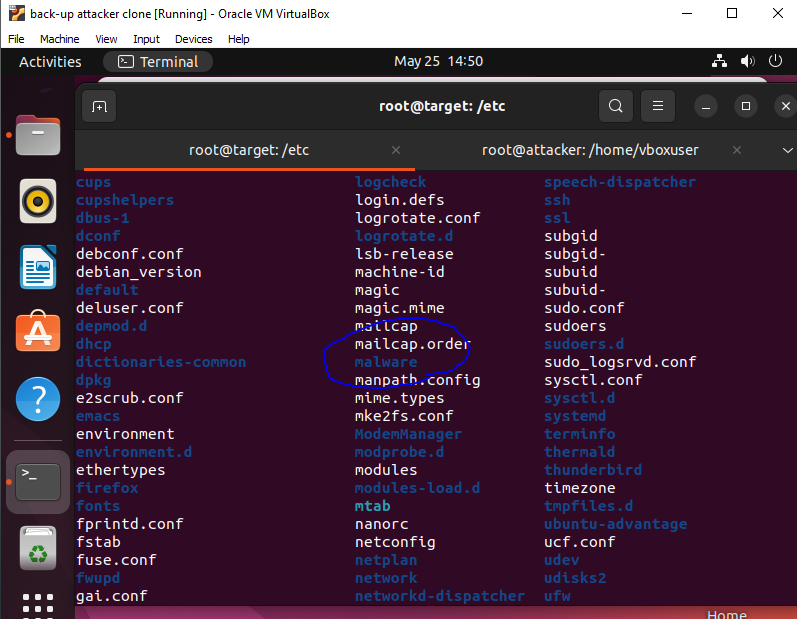 back-up attacker clone [Running] - Oracle VM VirtualBox
File Machine View Input Devices Help
Activities Terminal May 25 14:50
root@target: /etc
root@target: /etc × root@attacker: /home/vboxuser ×
cups logcheck speech-dispatcher
cupshelpers login.defs ssh
dbus-1 logrotate.conf ssl
dconf logrotate.d subgid
debconf.conf lsb-release subgid-
debian_version machine-id subuid
default magic subuid-
deluser.conf magic.mime sudo.conf
depmod.d mailcap sudoers
dhcp mailcap.order sudoers.d
dictionaries-common malware sudo_logsrvd.conf
dpkg manpath.config sysctl.conf
e2scrub.conf mime.types sysctl.d
emacs mke2fs.conf systemd
environment ModemManager terminfo
environment.d modprobe.d thermald
ethertypes modules thunderbird
firefox modules-load.d timezone
fonts mtab tmpfiles.d
fprintd.conf nanorc ubuntu-advantage
fstab netconfig ucf.conf
fuse.conf netplan udev
fwupd network udisks2
gai.conf networkd-dispatcher ufw
Home